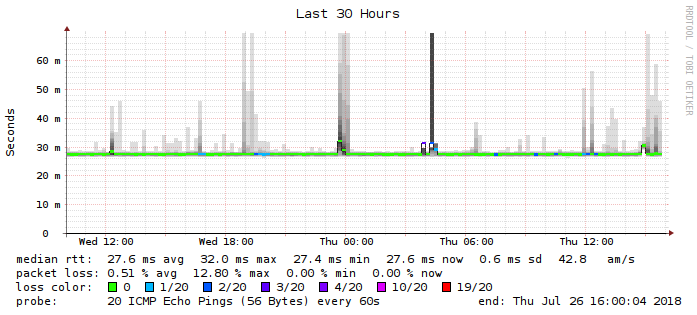 Last 30 Hours
RRDTOOL / TOBI OETIKER
Seconds
60 m
50 m
40 m
30 m
20 m
10 m
0
Wed 12:00 Wed 18:00 Thu 00:00 Thu 06:00 Thu 12:00
median rtt: 27.6 ms avg 32.0 ms max 27.4 ms min 27.6 ms now 0.6 ms sd 42.8 am/s
packet loss: 0.51 % avg 12.80 % max 0.00 % min 0.00 % now
loss color: 0 1/20 2/20 3/20 4/20 10/20 19/20
probe: 20 ICMP Echo Pings (56 Bytes) every 60s end: Thu Jul 26 16:00:04 2018